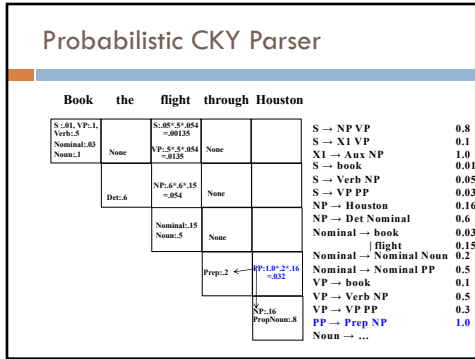 Probabilistic CKY Parser
Book the flight through Houston
S :.01, VP:.1,
Verb:.5
Nominal:.03
Noun:.1
None
S:.05*.5*.054
=.00135
VP:.5*.5*.054
=.0135
None
Det:.6
NP:.6*.6*.15
=.054
None
Nominal:.15
Noun:.5
None
Prep:.2
PP:1.0*.2*.16
=.032
NP:.16
PropNoun:.8
S → NP VP 0.8
S → X1 VP 0.1
X1 → Aux NP 1.0
S → book 0.01
S → Verb NP 0.05
S → VP PP 0.03
NP → Houston 0.16
NP → Det Nominal 0.6
Nominal → book 0.03
| flight 0.15
Nominal → Nominal Noun 0.2
Nominal → Nominal PP 0.5
VP → book 0.1
VP → Verb NP 0.5
VP → VP PP 0.3
PP → Prep NP 1.0
Noun → ...